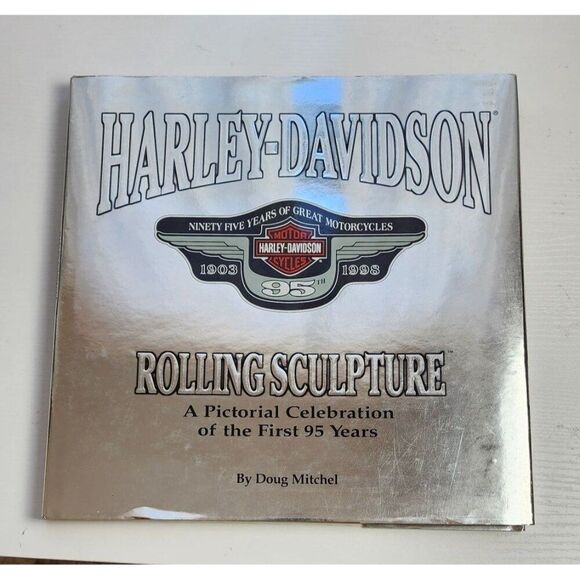 HARLEY-DAVIDSON®
NINETY FIVE YEARS OF GREAT MOTORCYCLES
MOTOR
HARLEY-DAVIDSON
CYCLES
1903 1998
95TH
ROLLING SCULPTURE™
A Pictorial Celebration
of the First 95 Years
By Doug Mitchel